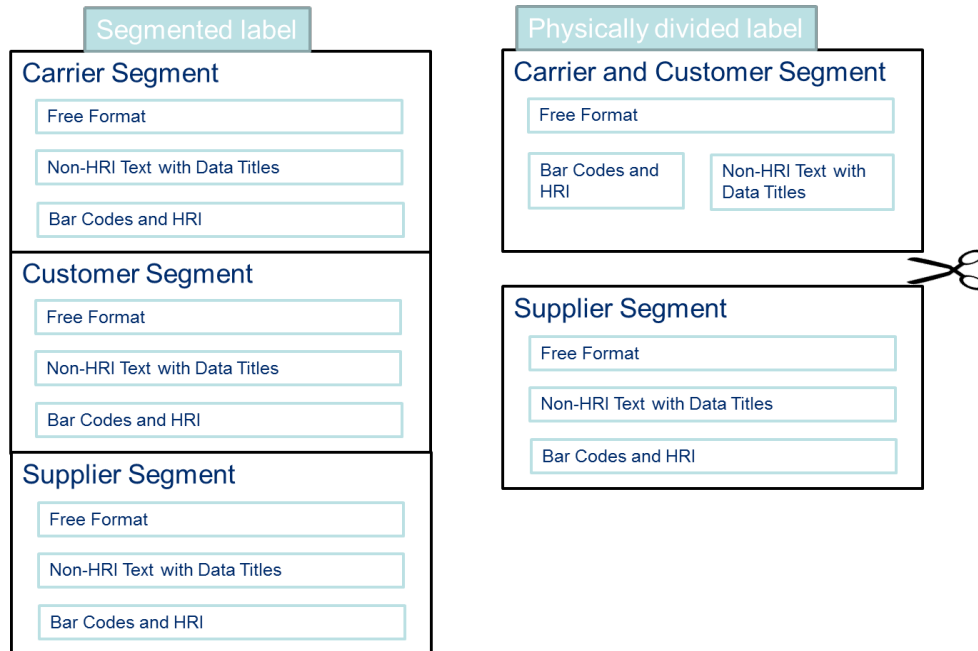 Segmented label
Carrier Segment
Free Format
Non-HRI Text with Data Titles
Bar Codes and HRI
Customer Segment
Free Format
Non-HRI Text with Data Titles
Bar Codes and HRI
Supplier Segment
Free Format
Non-HRI Text with Data Titles
Bar Codes and HRI
Physically divided label
Carrier and Customer Segment
Free Format
Bar Codes and
HRI
Non-HRI Text with
Data Titles
Supplier Segment
Free Format
Non-HRI Text with Data Titles
Bar Codes and HRI